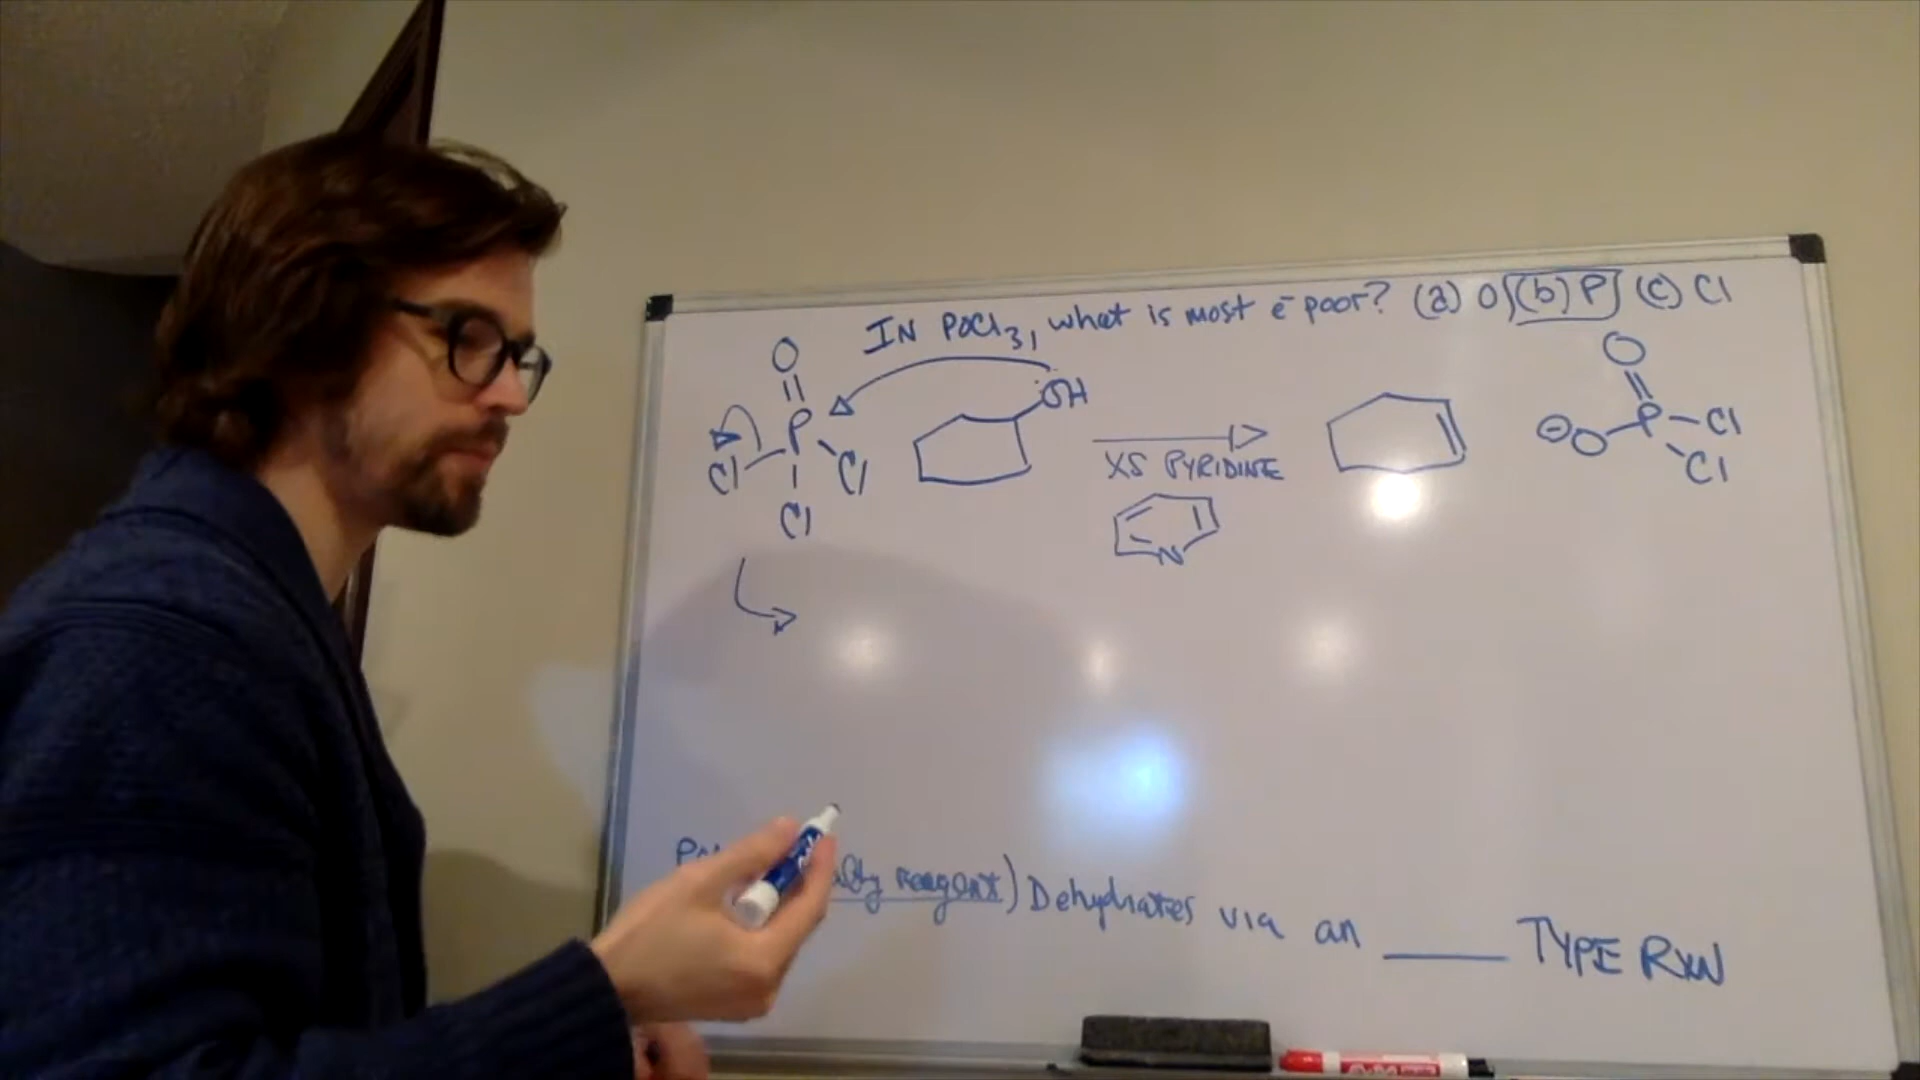 IN POCl3, what is most e- poor? (a) O (b) P (c) Cl
O
P
Cl
Cl
Cl
:ÖH
XS PYRIDINE
N
O
⊖O
P
Cl
Cl
reagent) Dehydrates via an ____ TYPE RXN